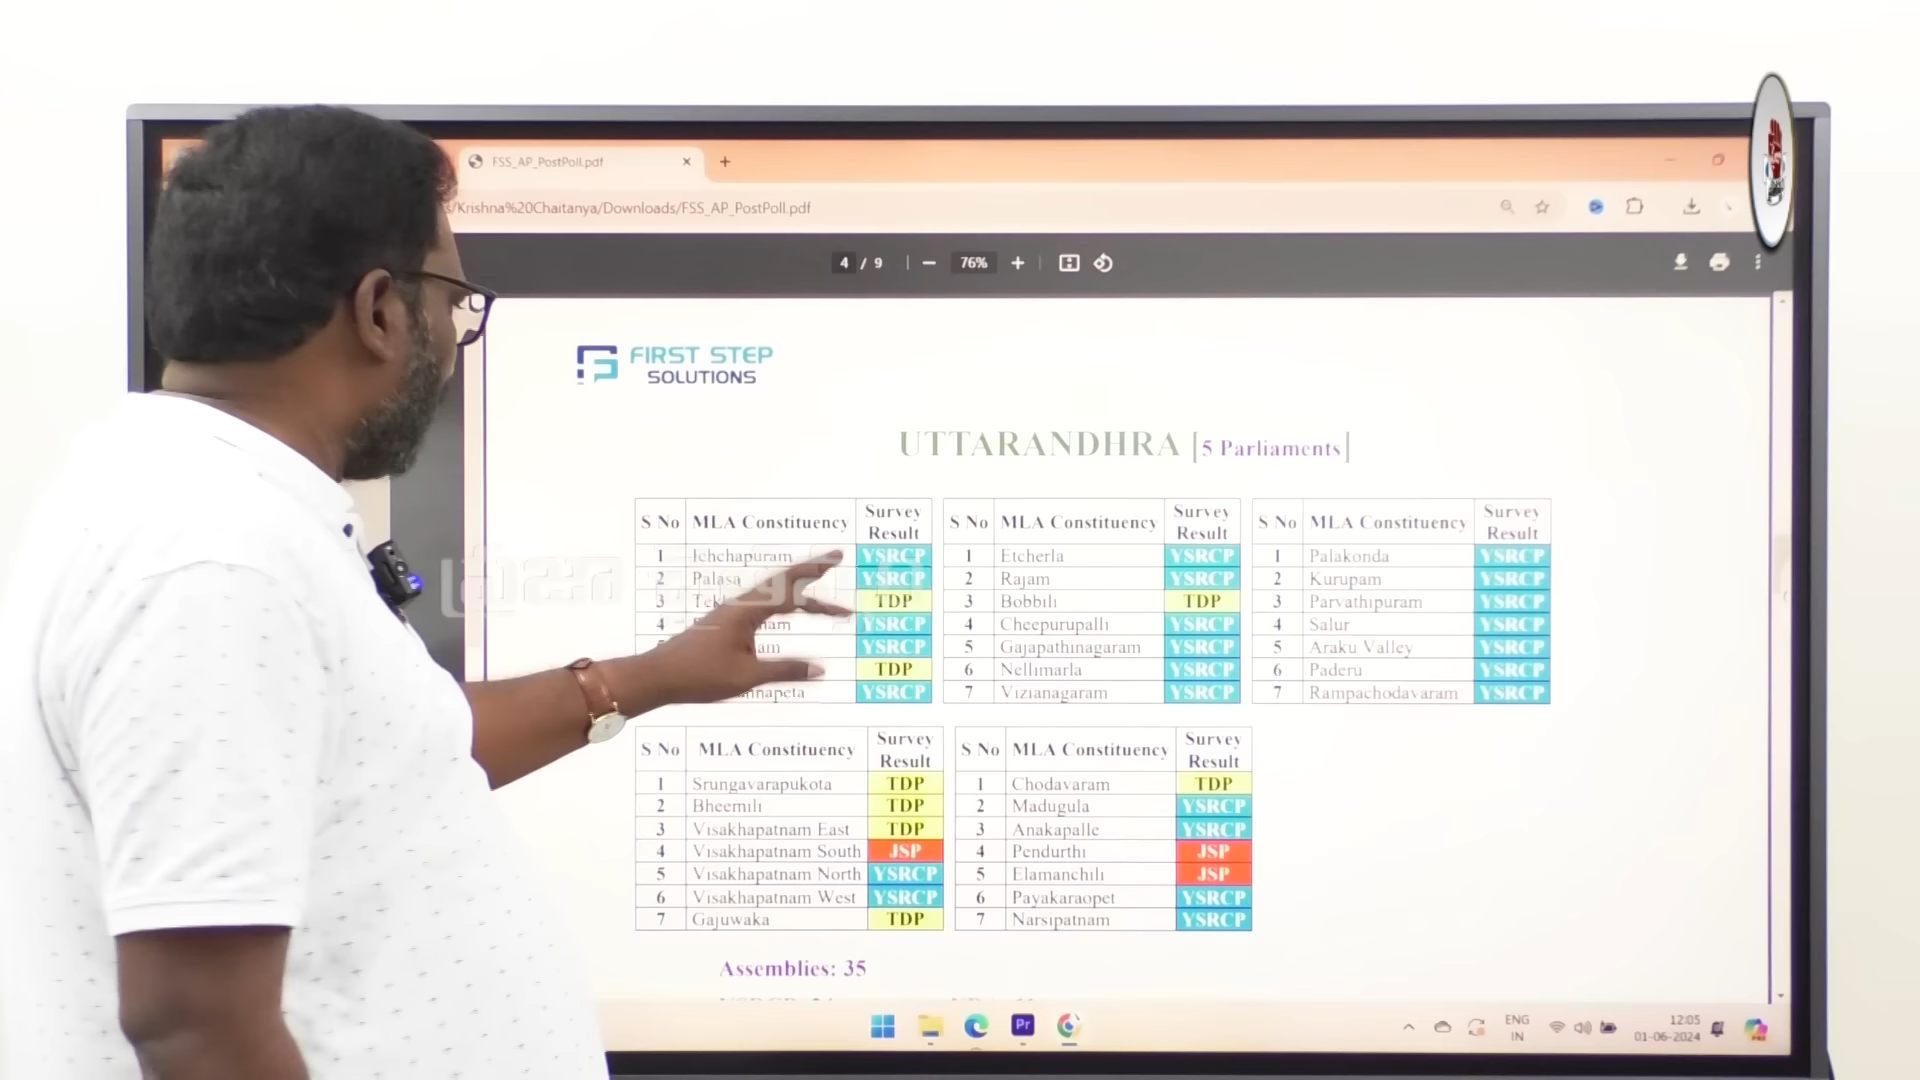 FSS_AP_PostPoll.pdf
s/Krishna%20Chaitanya/Downloads/FSS_AP_PostPoll.pdf
4 / 9 76%
FIRST STEP
SOLUTIONS
UTTARANDHRA [5 Parliaments]
S No MLA Constituency Survey Result
1 Ichchapuram YSRCP
2 Palasa YSRCP
3 TDP
4 YSRCP
YSRCP
TDP
YSRCP
S No MLA Constituency Survey Result
1 Etcherla YSRCP
2 Rajam YSRCP
3 Bobbili TDP
4 Cheepurupalli YSRCP
5 Gajapathinagaram YSRCP
6 Nellimarla YSRCP
7 Vizianagaram YSRCP
S No MLA Constituency Survey Result
1 Palakonda YSRCP
2 Kurupam YSRCP
3 Parvathipuram YSRCP
4 Salur YSRCP
5 Araku Valley YSRCP
6 Paderu YSRCP
7 Rampachodavaram YSRCP
S No MLA Constituency Survey Result
1 Srungavarapukota TDP
2 Bheemili TDP
3 Visakhapatnam East TDP
4 Visakhapatnam South JSP
5 Visakhapatnam North YSRCP
6 Visakhapatnam West YSRCP
7 Gajuwaka TDP
S No MLA Constituency Survey Result
1 Chodavaram TDP
2 Madugula YSRCP
3 Anakapalle YSRCP
4 Pendurthi JSP
5 Elamanchili JSP
6 Payakaraopet YSRCP
7 Narsipatnam YSRCP
Assemblies: 35
Pr
ENG
IN
12:05
01-06-2024